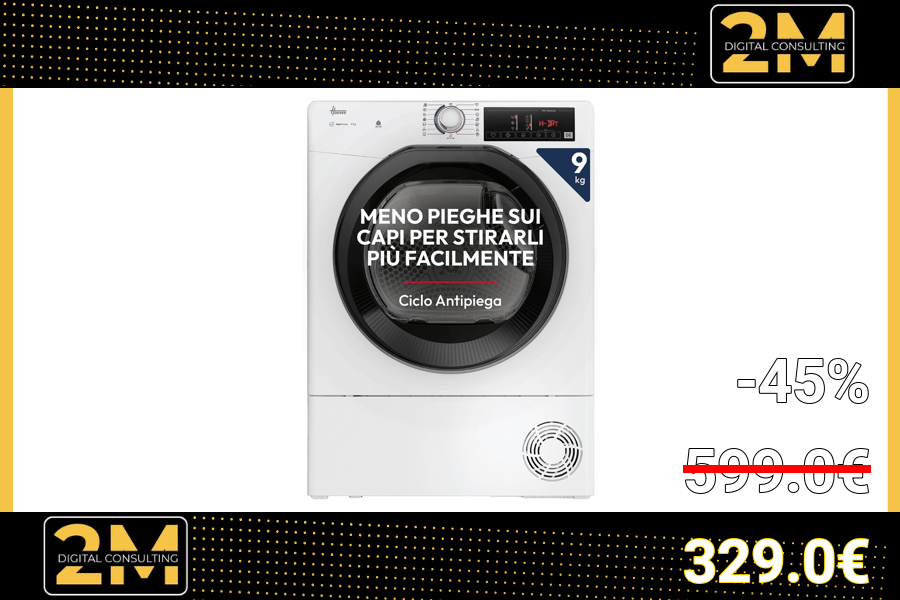 2M
DIGITAL CONSULTING
HOOVER
9
kg
MENO PIEGHE SUI
CAPI PER STIRARLI
PIÙ FACILMENTE
Ciclo Antipiega
-45%
599.0€
2M
DIGITAL CONSULTING
329.0€